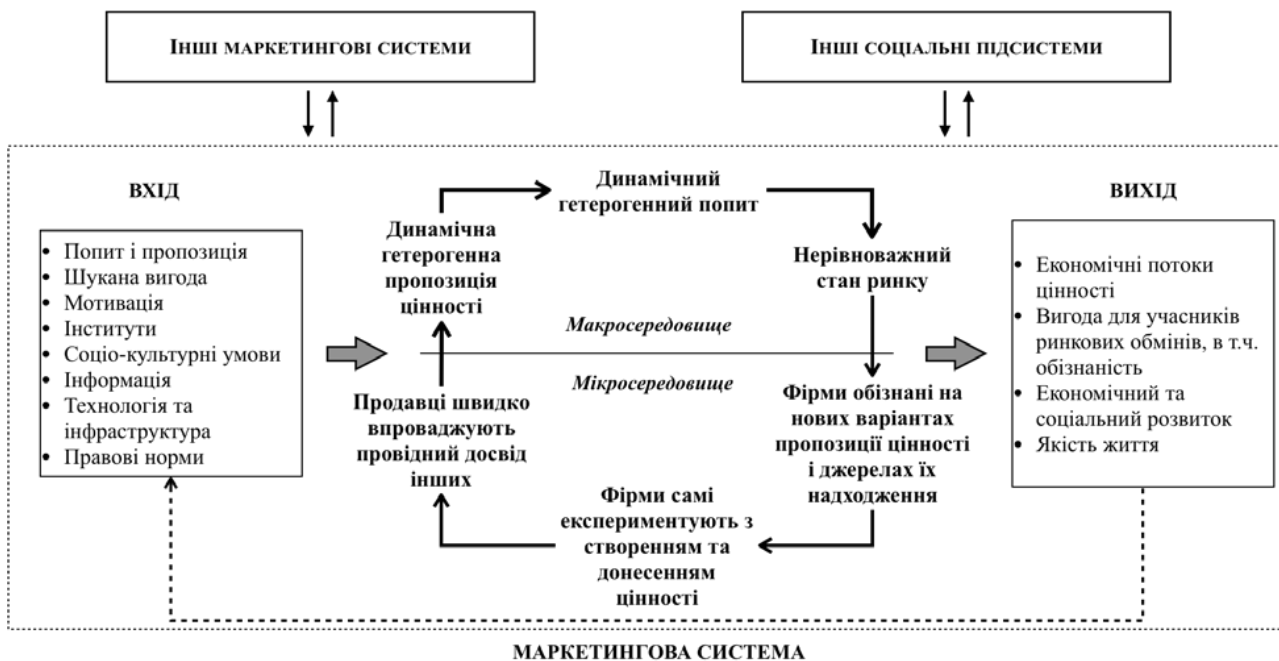 ІНШІ МАРКЕТИНГОВІ СИСТЕМИ
ІНШІ СОЦІАЛЬНІ ПІДСИСТЕМИ
ВХІД
• Попит і пропозиція
• Шукана вигода
• Мотивація
• Інститути
• Соціо-культурні умови
• Інформація
• Технологія та
інфраструктура
• Правові норми
Динамічна
гетерогенна
пропозиція
цінності
Динамічний
гетерогенний попит
Нерівноважний
стан ринку
Макросередовище
Мікросередовище
Продавці швидко
впроваджують
провідний досвід
інших
Фірми самі
експериментують з
створенням та
донесенням
цінності
Фірми обізнані на
нових варіантах
пропозиції цінності
і джерелах їх
надходження
ВИХІД
• Економічні потоки
цінності
• Вигода для учасників
ринкових обмінів, в т.ч.
обізнаність
• Економічний та
соціальний розвиток
• Якість життя
МАРКЕТИНГОВА СИСТЕМА